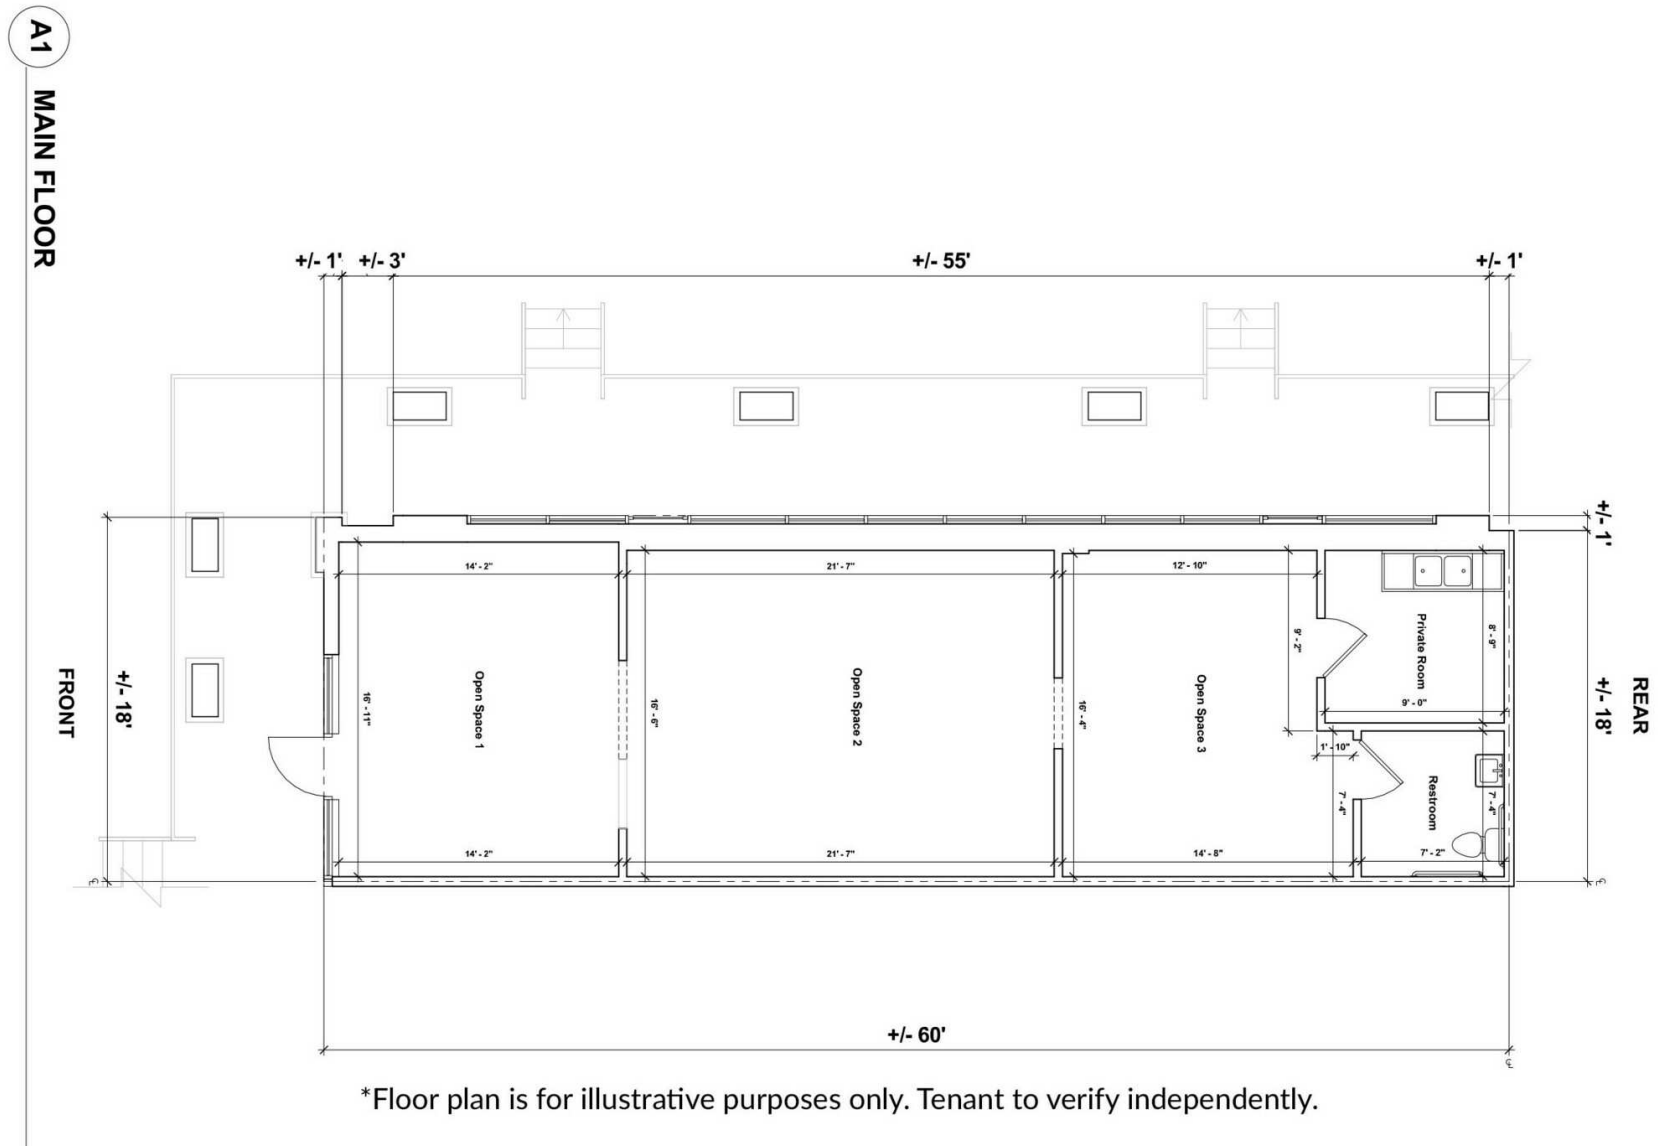 A1
MAIN FLOOR
+/- 1'
+/- 3'
+/- 55'
+/- 1'
+/- 1'
14' - 2"
21' - 7"
12' - 10"
9' - 2"
8' - 9"
Private Room
9' - 0"
16' - 11"
Open Space 1
16' - 6"
Open Space 2
16' - 4"
Open Space 3
FRONT
+/- 18'
+/- 18'
REAR
1' - 10"
7' - 4"
Restroom
7' - 4"
14' - 2"
21' - 7"
14' - 8"
7' - 2"
+/- 60'
*Floor plan is for illustrative purposes only. Tenant to verify independently.